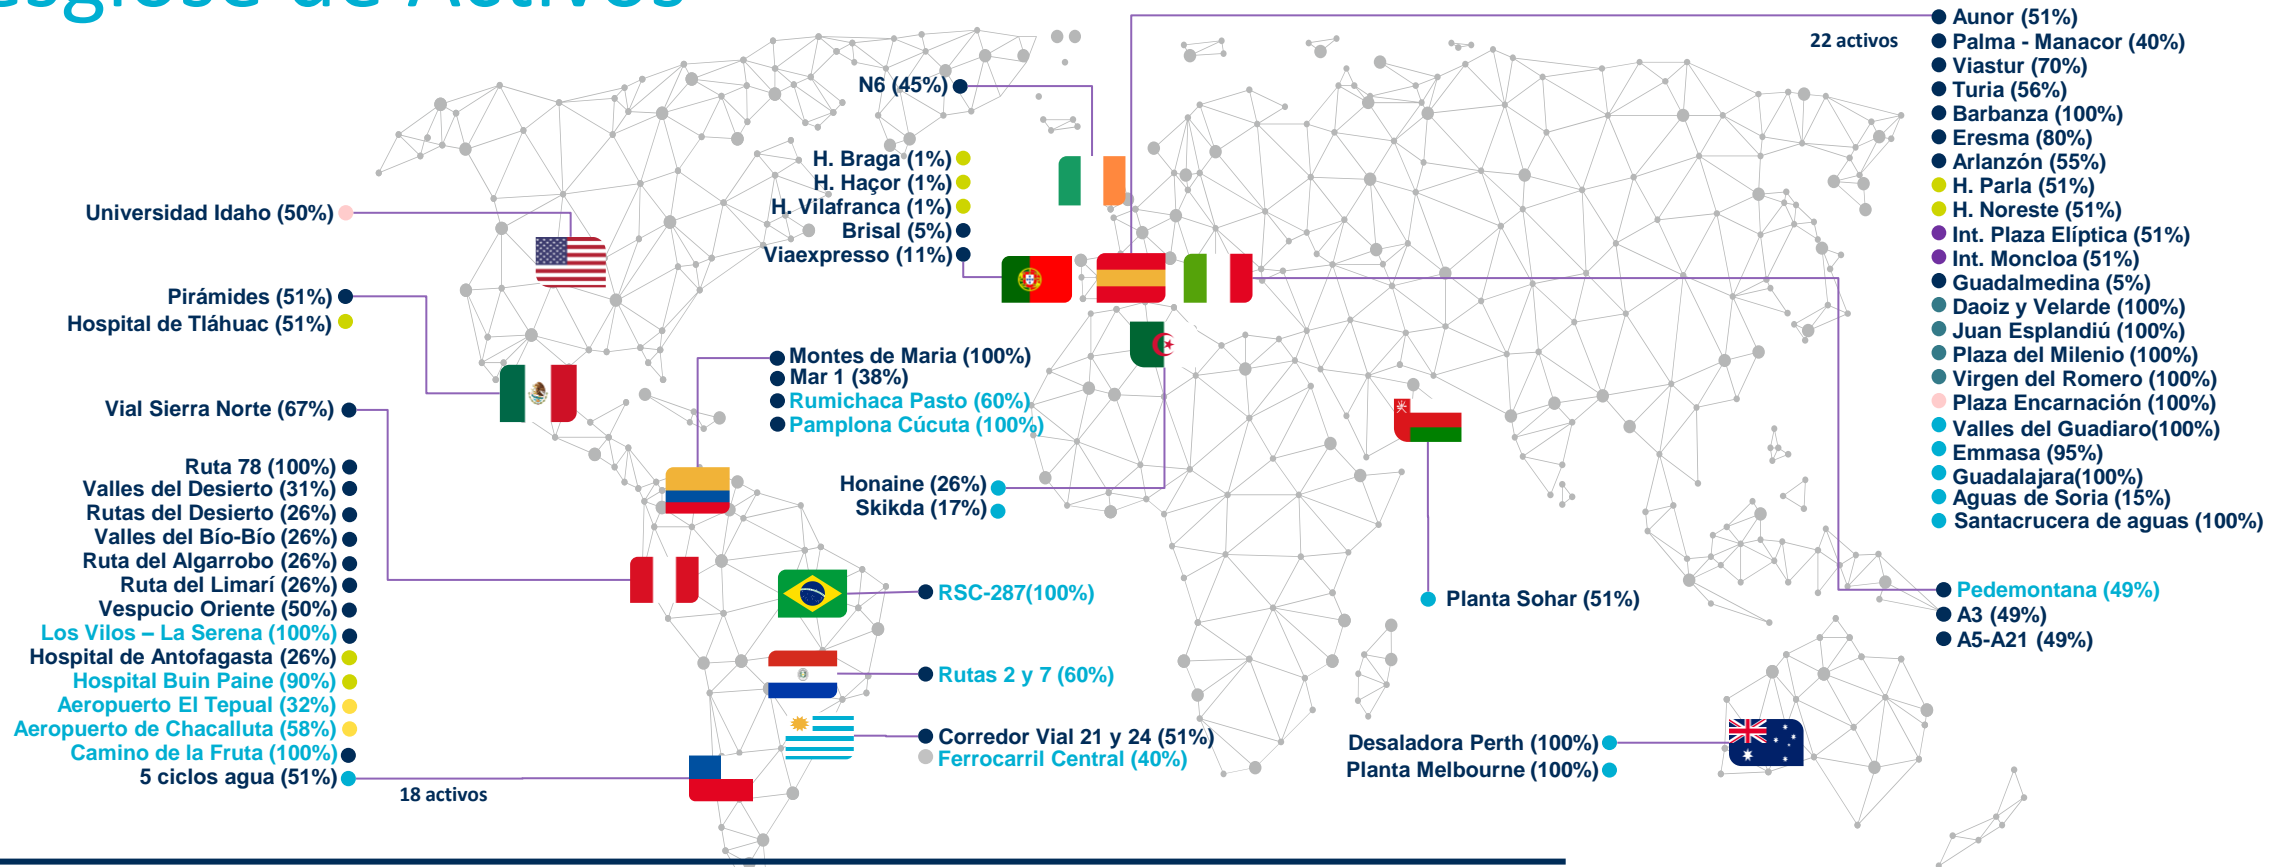 esglose de Activos
Universidad Idaho (50%)
Pirámides (51%)
Hospital de Tláhuac (51%)
Vial Sierra Norte (67%)
Ruta 78 (100%)
Valles del Desierto (31%)
Rutas del Desierto (26%)
Valles del Bío-Bío (26%)
Ruta del Algarrobo (26%)
Ruta del Limarí (26%)
Vespucio Oriente (50%)
Los Vilos – La Serena (100%)
Hospital de Antofagasta (26%)
Hospital Buin Paine (90%)
Aeropuerto El Tepual (32%)
Aeropuerto de Chacalluta (58%)
Camino de la Fruta (100%)
5 ciclos agua (51%)
18 activos
N6 (45%)
H. Braga (1%)
H. Haçor (1%)
H. Vilafranca (1%)
Brisal (5%)
Viaexpresso (11%)
Montes de Maria (100%)
Mar 1 (38%)
Rumichaca Pasto (60%)
Pamplona Cúcuta (100%)
Honaine (26%)
Skikda (17%)
RSC-287(100%)
Rutas 2 y 7 (60%)
Corredor Vial 21 y 24 (51%)
Ferrocarril Central (40%)
Planta Sohar (51%)
Desaladora Perth (100%)
Planta Melbourne (100%)
22 activos
Aunor (51%)
Palma - Manacor (40%)
Viastur (70%)
Turia (56%)
Barbanza (100%)
Eresma (80%)
Arlanzón (55%)
H. Parla (51%)
H. Noreste (51%)
Int. Plaza Elíptica (51%)
Int. Moncloa (51%)
Guadalmedina (5%)
Daoiz y Velarde (100%)
Juan Esplandiú (100%)
Plaza del Milenio (100%)
Virgen del Romero (100%)
Plaza Encarnación (100%)
Valles del Guadiaro(100%)
Emmasa (95%)
Guadalajara(100%)
Aguas de Soria (15%)
Santacrucera de aguas (100%)
Pedemontana (49%)
A3 (49%)
A5-A21 (49%)